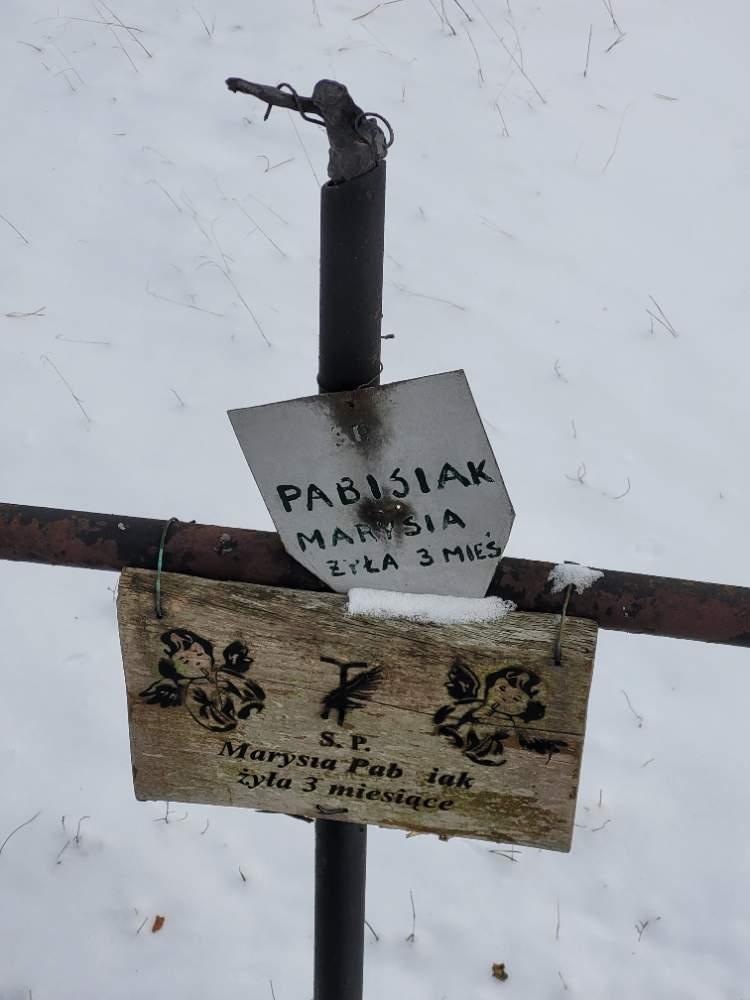 PABISIAK
MARYSIA
ŻYŁA 3 MIEŚ
S. P.
Marysia Pab iak
żyła 3 miesiące